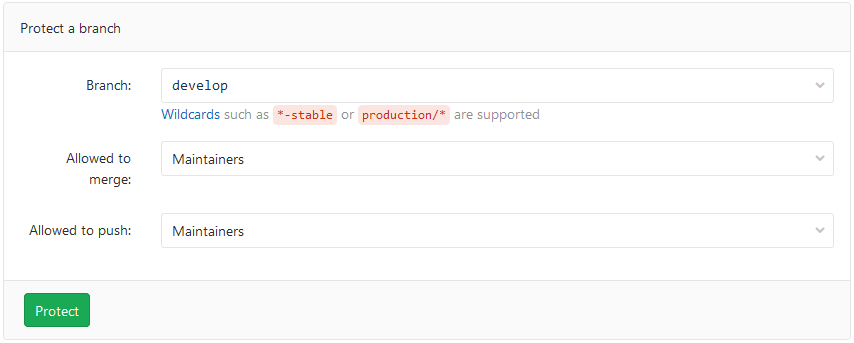 Protect a branch
Branch:
develop
Wildcards such as *-stable or production/* are supported
Allowed to
merge:
Maintainers
Allowed to push:
Maintainers
Protect